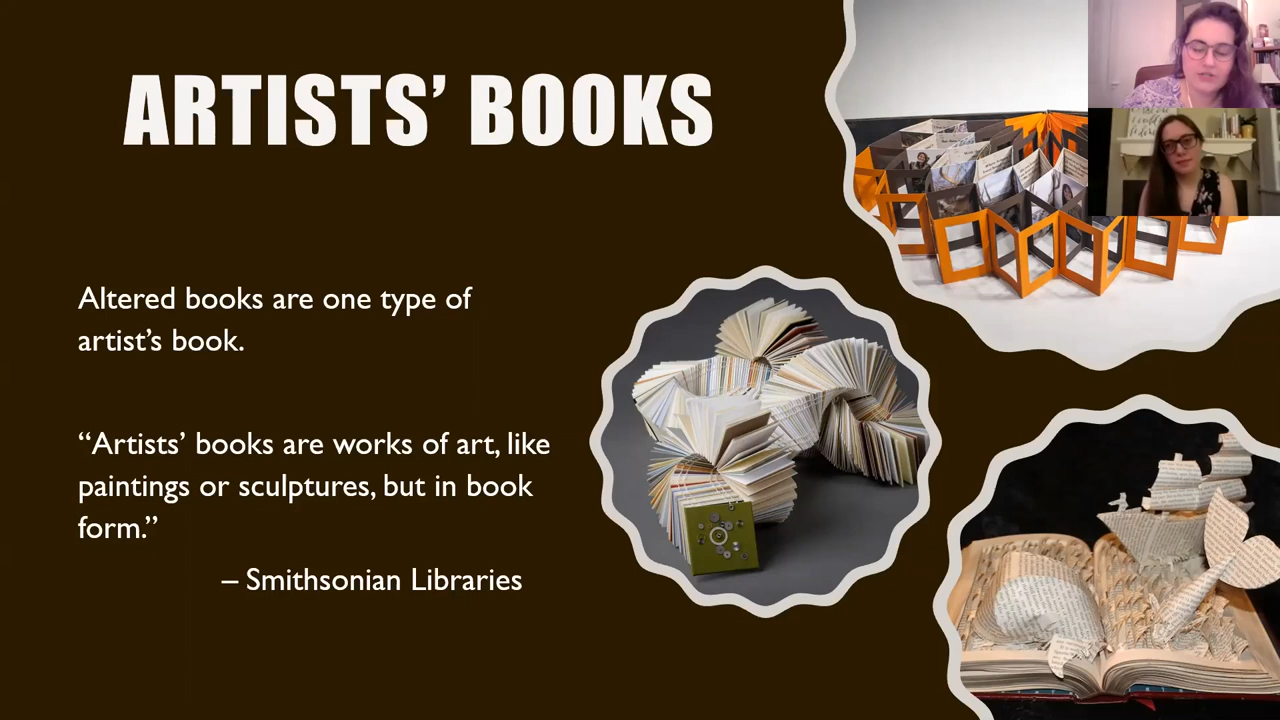 ARTISTS’ BOOKS
Altered books are one type of
artist’s book.
“Artists’ books are works of art, like
paintings or sculptures, but in book
form.”
– Smithsonian Libraries